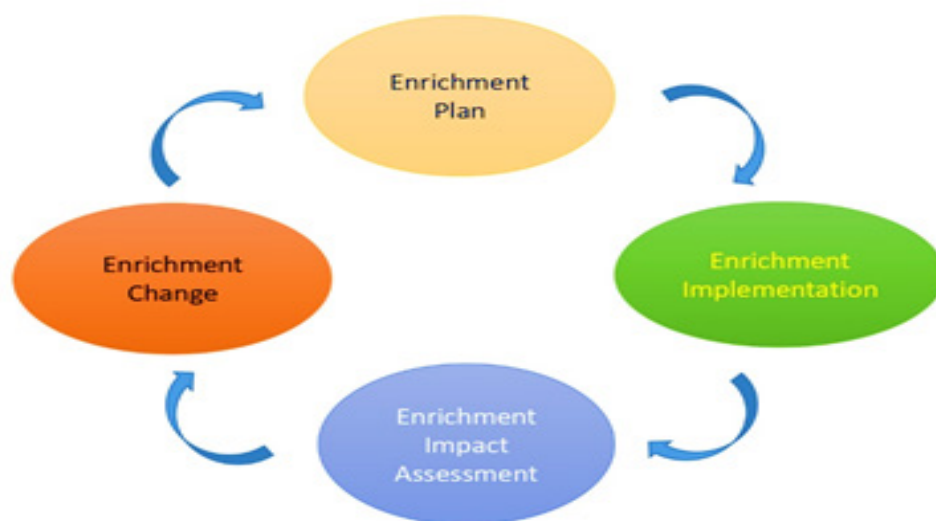 Enrichment
Plan
Enrichment
Implementation
Enrichment
Impact
Assessment
Enrichment
Change